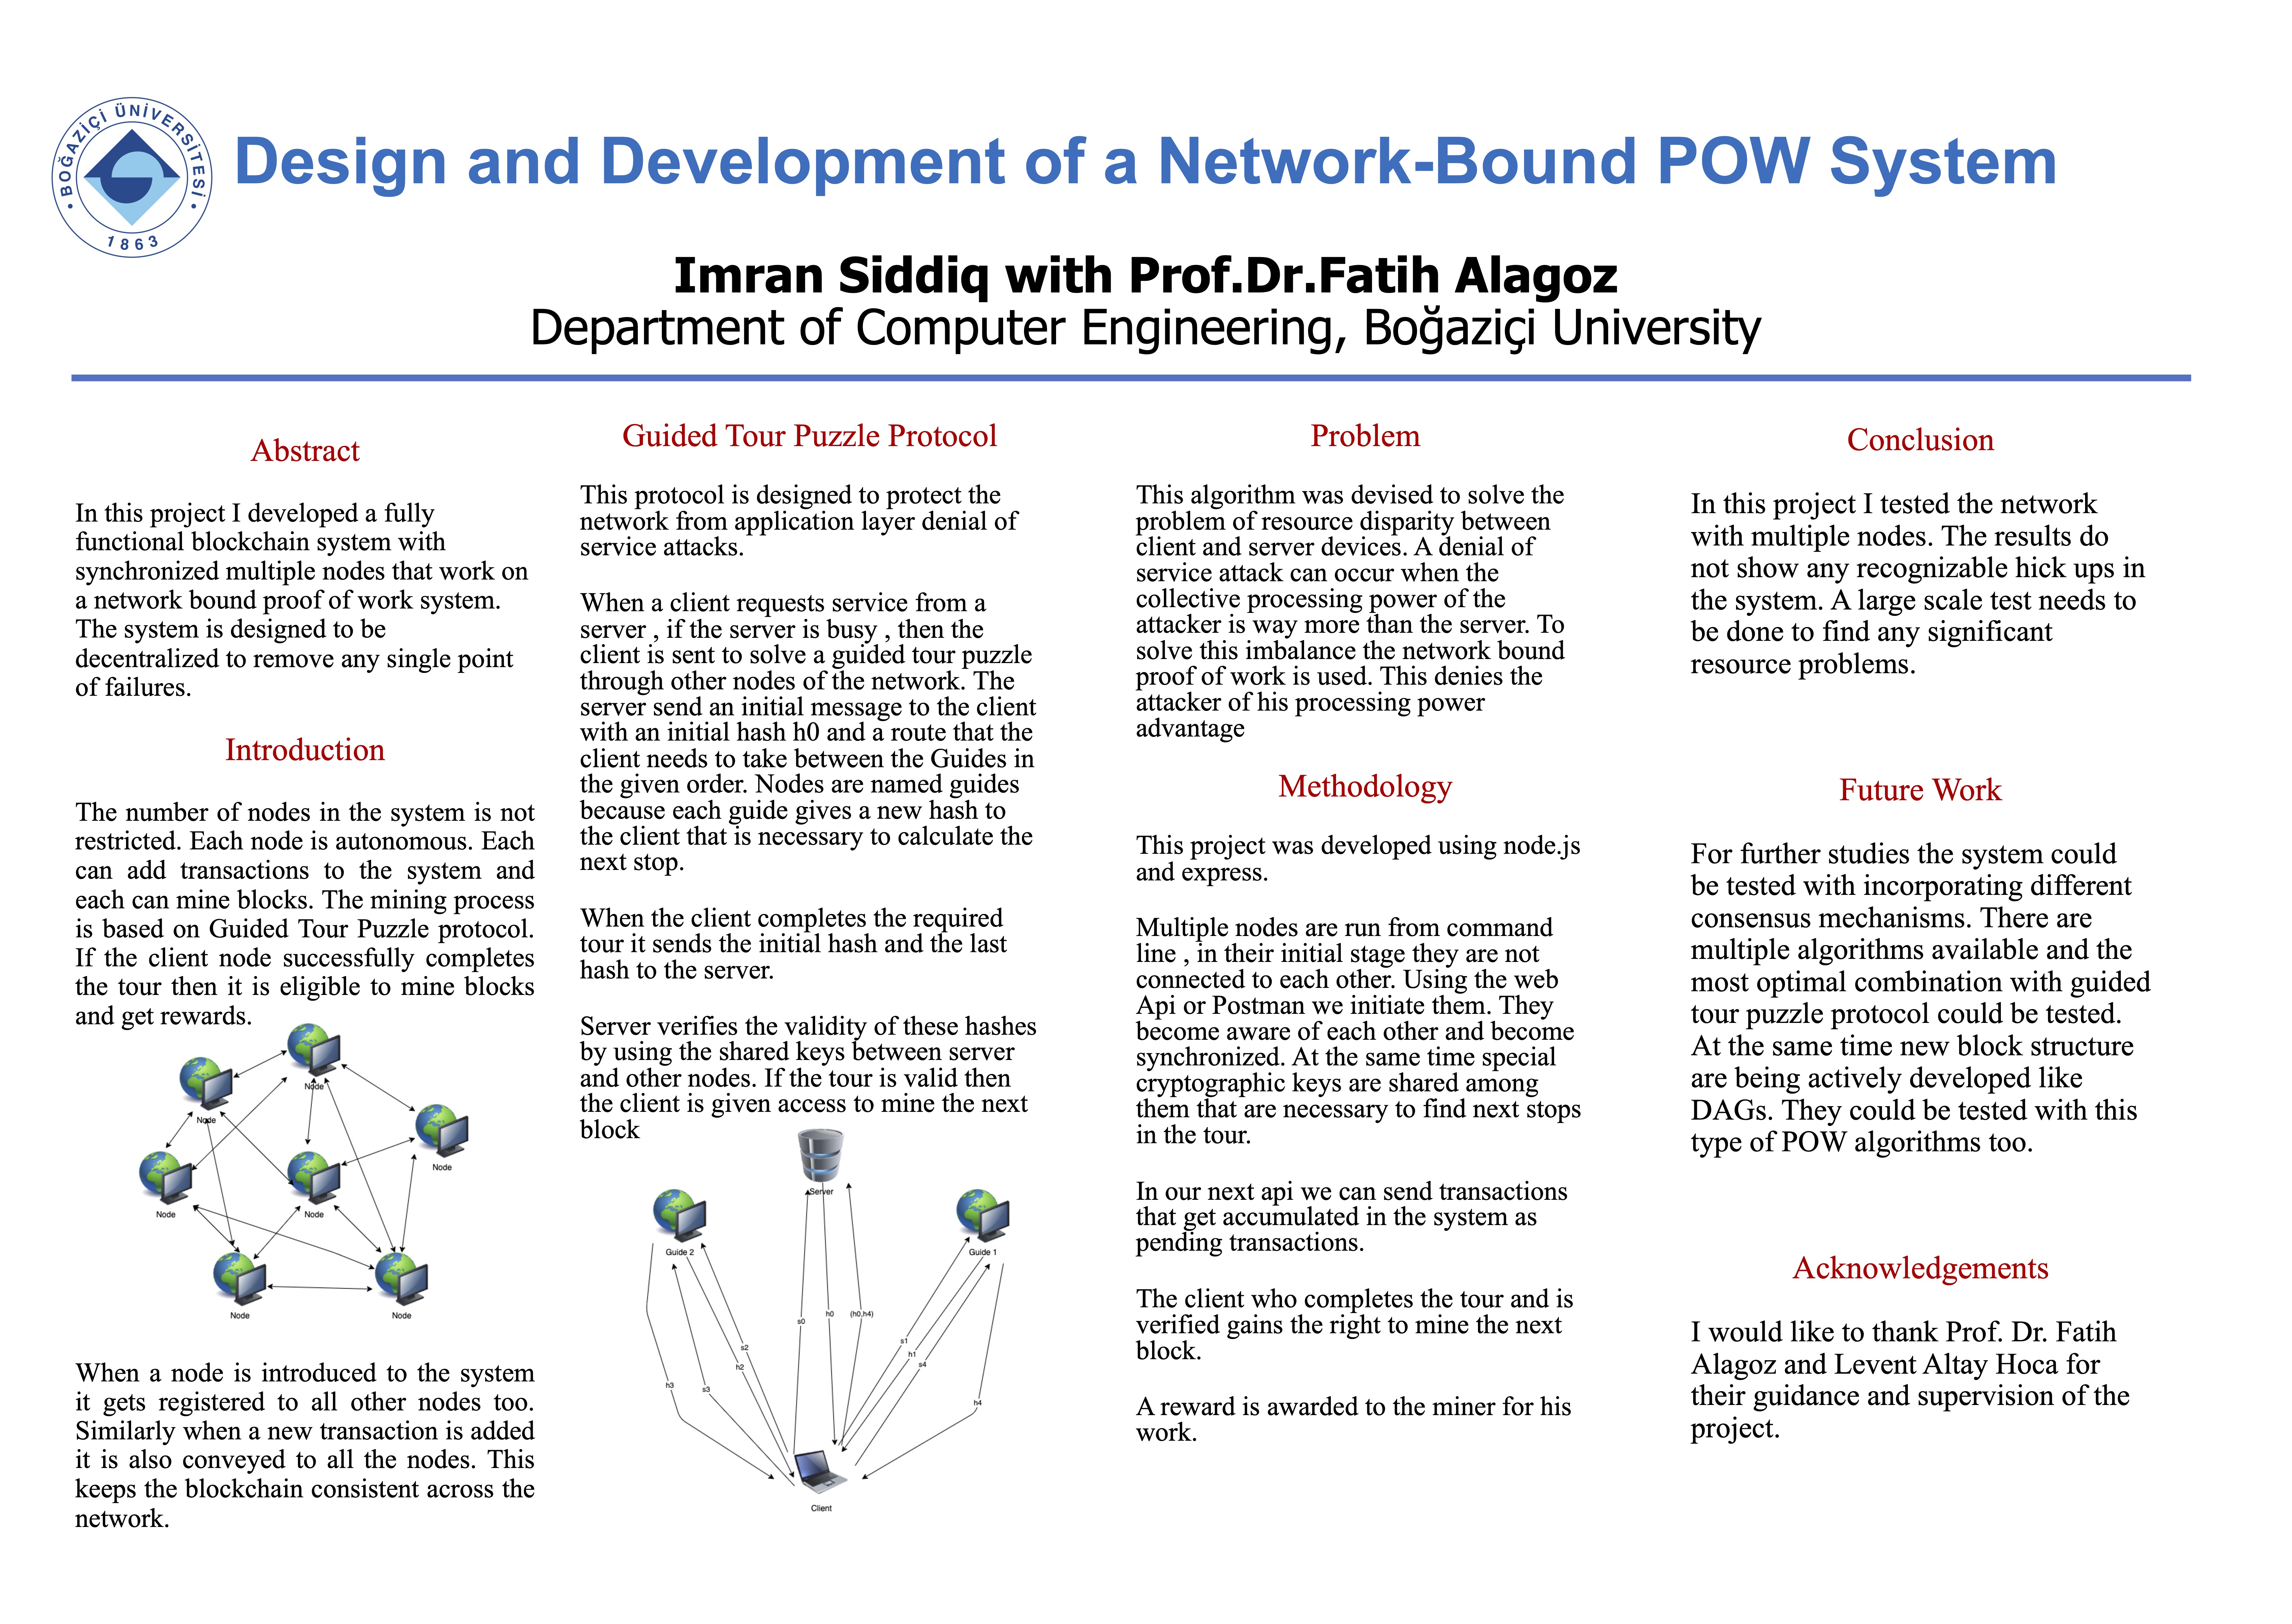 BOĞAZİÇİ ÜNİVERSİTESİ
1863
Design and Development of a Network-Bound POW System
Imran Siddiq with Prof.Dr.Fatih Alagoz
Department of Computer Engineering, Boğaziçi University
Abstract
In this project I developed a fully
functional blockchain system with
synchronized multiple nodes that work on
a network bound proof of work system.
The system is designed to be
decentralized to remove any single point
of failures.
Introduction
The number of nodes in the system is not
restricted. Each node is autonomous. Each
can add transactions to the system and
each can mine blocks. The mining process
is based on Guided Tour Puzzle protocol.
If the client node successfully completes
the tour then it is eligible to mine blocks
and get rewards.
Node
Node
Node
Node
Node
Node
Node
When a node is introduced to the system
it gets registered to all other nodes too.
Similarly when a new transaction is added
it is also conveyed to all the nodes. This
keeps the blockchain consistent across the
network.
Guided Tour Puzzle Protocol
This protocol is designed to protect the
network from application layer denial of
service attacks.
When a client requests service from a
server , if the server is busy , then the
client is sent to solve a guided tour puzzle
through other nodes of the network. The
server send an initial message to the client
with an initial hash h0 and a route that the
client needs to take between the Guides in
the given order. Nodes are named guides
because each guide gives a new hash to
the client that is necessary to calculate the
next stop.
When the client completes the required
tour it sends the initial hash and the last
hash to the server.
Server verifies the validity of these hashes
by using the shared keys between server
and other nodes. If the tour is valid then
the client is given access to mine the next
block
Server
Guide 2
Guide 1
s0
h0
(h0,h4)
s1
h1
s4
s2
h2
h3
s3
h4
Client
Problem
This algorithm was devised to solve the
problem of resource disparity between
client and server devices. A denial of
service attack can occur when the
collective processing power of the
attacker is way more than the server. To
solve this imbalance the network bound
proof of work is used. This denies the
attacker of his processing power
advantage
Methodology
This project was developed using node.js
and express.
Multiple nodes are run from command
line , in their initial stage they are not
connected to each other. Using the web
Api or Postman we initiate them. They
become aware of each other and become
synchronized. At the same time special
cryptographic keys are shared among
them that are necessary to find next stops
in the tour.
In our next api we can send transactions
that get accumulated in the system as
pending transactions.
The client who completes the tour and is
verified gains the right to mine the next
block.
A reward is awarded to the miner for his
work.
Conclusion
In this project I tested the network
with multiple nodes. The results do
not show any recognizable hick ups in
the system. A large scale test needs to
be done to find any significant
resource problems.
Future Work
For further studies the system could
be tested with incorporating different
consensus mechanisms. There are
multiple algorithms available and the
most optimal combination with guided
tour puzzle protocol could be tested.
At the same time new block structure
are being actively developed like
DAGs. They could be tested with this
type of POW algorithms too.
Acknowledgements
I would like to thank Prof. Dr. Fatih
Alagoz and Levent Altay Hoca for
their guidance and supervision of the
project.